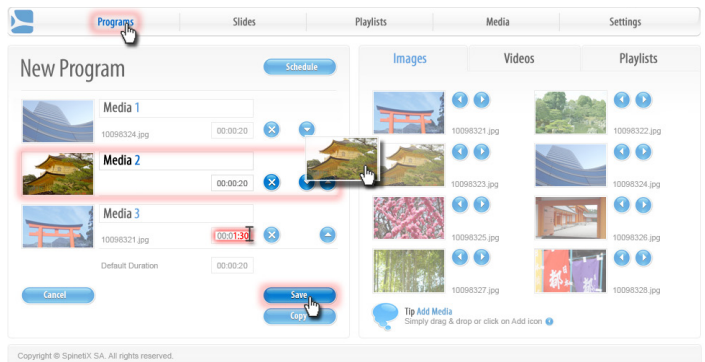 Programs Slides Playlists Media Settings
New Program
Schedule
Media 1
10098324.jpg
00:00:20
Media 2
00:00:20
Media 3
10098321.jpg
00:01:30
Default Duration
00:00:20
Cancel
Save
Copy
Images Videos Playlists
10098321.jpg 10098322.jpg
10098323.jpg 10098324.jpg
10098325.jpg 10098326.jpg
10098327.jpg 10098328.jpg
Tip Add Media
Simply drag & drop or click on Add icon
Copyright © SpinetiX SA. All rights reserved.